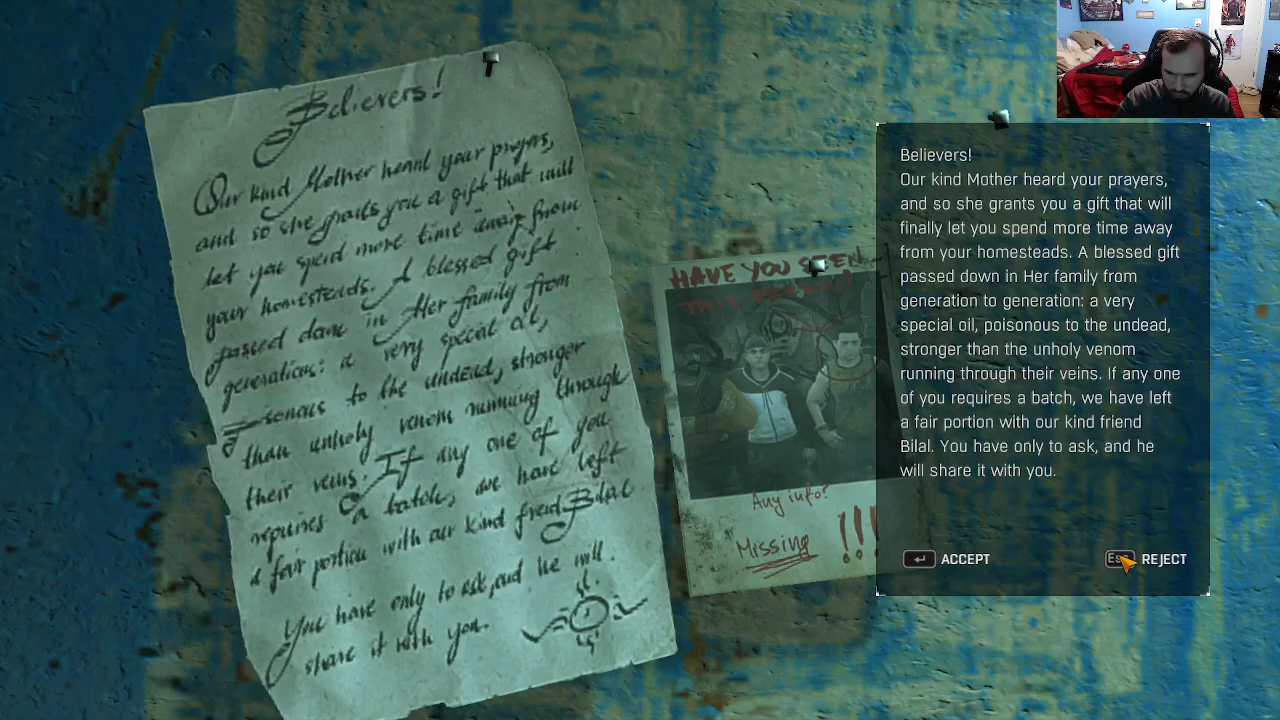 Believers!
Our kind Mother heard your prayers,
and so she grants you a gift that will
let you spend more time away from
your homesteads. A blessed gift
passed down in Her family from
generation: a very special oil,
poisonous to the undead, stronger
than unholy venom running through
their veins. If any one of you
requires a batch, we have left
a fair portion with our kind friend Bilal
You have only to ask, and he will
share it with you.
HAVE YOU SEEN
THIS PERSON?
Any info?
Missing !!!
Believers!
Our kind Mother heard your prayers,
and so she grants you a gift that will
finally let you spend more time away
from your homesteads. A blessed gift
passed down in Her family from
generation to generation: a very
special oil, poisonous to the undead,
stronger than the unholy venom
running through their veins. If any one
of you requires a batch, we have left
a fair portion with our kind friend
Bilal. You have only to ask, and he
will share it with you.
ACCEPT
Esc REJECT